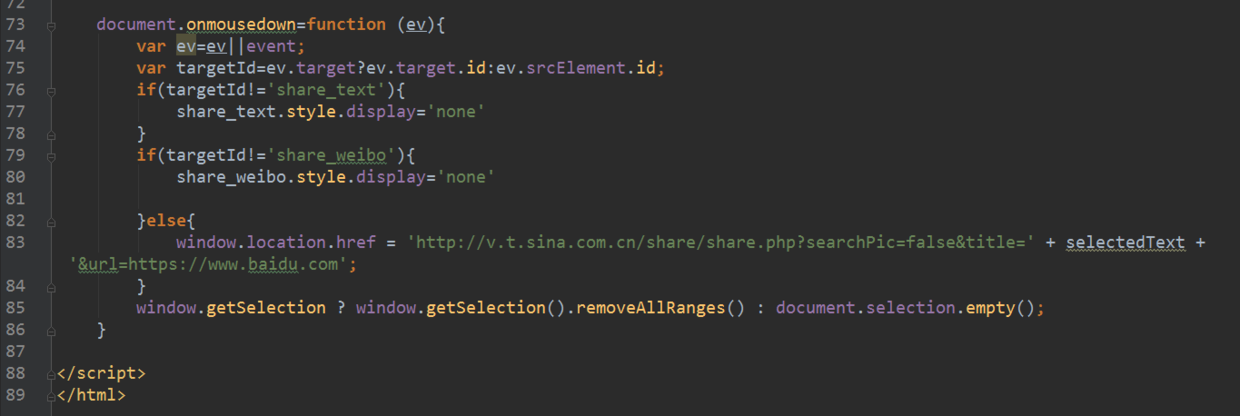 72
73 document.onmousedown=function (ev){
74 var ev=ev||event;
75 var targetId=ev.target?ev.target.id:ev.srcElement.id;
76 if(targetId!='share_text'){
77 share_text.style.display='none'
78 }
79 if(targetId!='share_weibo'){
80 share_weibo.style.display='none'
81
82 }else{
83 window.location.href = 'http://v.t.sina.com.cn/share/share.php?searchPic=false&title=' + selectedText +
'&url=https://www.baidu.com';
84 }
85 window.getSelection ? window.getSelection().removeAllRanges() : document.selection.empty();
86 }
87
88 </script>
89 </html>